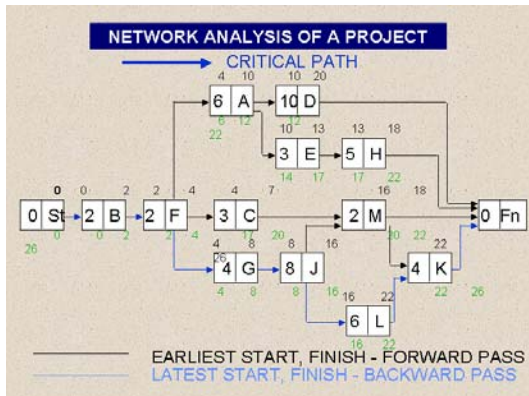 NETWORK ANALYSIS OF A PROJECT
CRITICAL PATH
4 10 10 20
6 A 10 D
6 12 12
22
10 13 13 18
3 E 5 H
14 17 17 22
0 0 2 2 4 4 7 16 18
0 St 2 B 2 F 3 C 2 M 0 Fn
0 0 2 2 4 17 20 20 22
26
4 8 8 16 22
26
4 G 8 J 4 K
4 8 8 16 22 26
16 22
6 L
16 22
EARLIEST START, FINISH - FORWARD PASS
LATEST START, FINISH - BACKWARD PASS